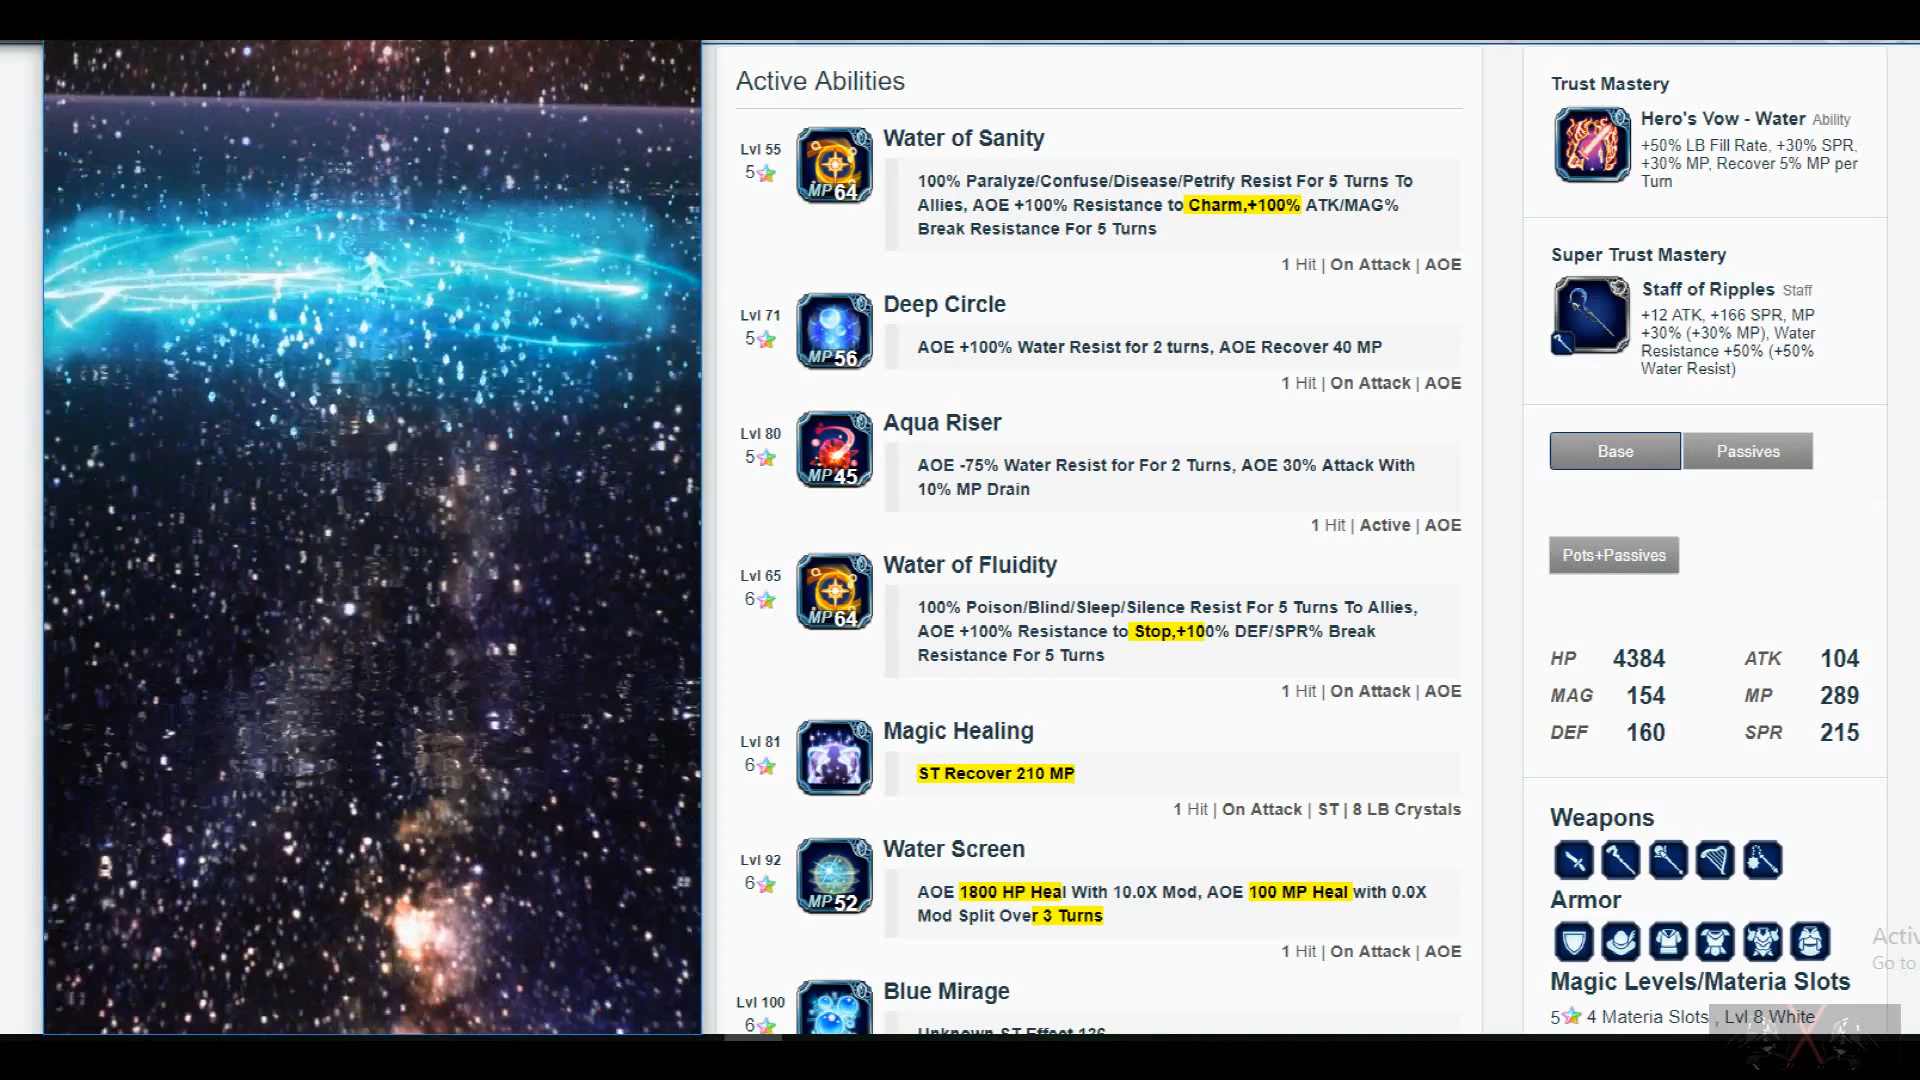 Active Abilities
Lvl 55
5
MP 64
Water of Sanity
100% Paralyze/Confuse/Disease/Petrify Resist For 5 Turns To
Allies, AOE +100% Resistance to Charm,+100% ATK/MAG%
Break Resistance For 5 Turns
1 Hit | On Attack | AOE
Lvl 71
5
MP 56
Deep Circle
AOE +100% Water Resist for 2 turns, AOE Recover 40 MP
1 Hit | On Attack | AOE
Lvl 80
5
MP 45
Aqua Riser
AOE -75% Water Resist for For 2 Turns, AOE 30% Attack With
10% MP Drain
1 Hit | Active | AOE
Lvl 65
6
MP 64
Water of Fluidity
100% Poison/Blind/Sleep/Silence Resist For 5 Turns To Allies,
AOE +100% Resistance to Stop,+100% DEF/SPR% Break
Resistance For 5 Turns
1 Hit | On Attack | AOE
Lvl 81
6
Magic Healing
ST Recover 210 MP
1 Hit | On Attack | ST | 8 LB Crystals
Lvl 92
6
MP 52
Water Screen
AOE 1800 HP Heal With 10.0X Mod, AOE 100 MP Heal with 0.0X
Mod Split Over 3 Turns
1 Hit | On Attack | AOE
Lvl 100
6
Blue Mirage
Unknown ST Effect 136
Trust Mastery
Hero's Vow - Water Ability
+50% LB Fill Rate, +30% SPR,
+30% MP, Recover 5% MP per
Turn
Super Trust Mastery
Staff of Ripples Staff
+12 ATK, +166 SPR, MP
+30% (+30% MP), Water
Resistance +50% (+50%
Water Resist)
Base
Passives
Pots+Passives
HP 4384 ATK 104
MAG 154 MP 289
DEF 160 SPR 215
Weapons
Armor
Magic Levels/Materia Slots
5 4 Materia Slots , Lvl 8 White
Activ
Go to